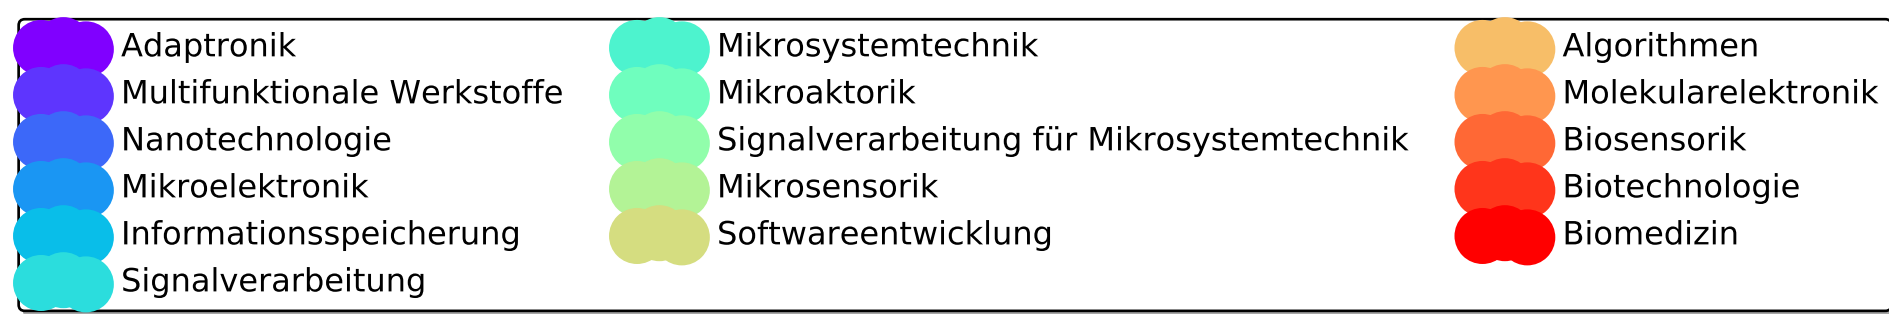 Adaptronik
Multifunktionale Werkstoffe
Nanotechnologie
Mikroelektronik
Informationsspeicherung
Signalverarbeitung
Mikrosystemtechnik
Mikroaktorik
Signalverarbeitung für Mikrosystemtechnik
Mikrosensorik
Softwareentwicklung
Algorithmen
Molekularelektronik
Biosensorik
Biotechnologie
Biomedizin